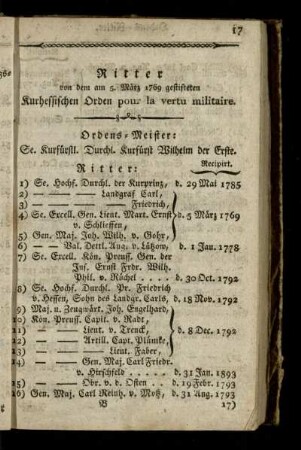 17
Ritter
von dem am 5. März 1769 gestifteten
Kurhessischen Orden pour la vertu militaire.
Ordens-Meister:
Se. Kurfürstl. Durchl. Kurfürst Wilhelm der Erste.
Ritter: Recipirt.
1) Se. Hochf. Durchl. der Kurprinz, d. 29 Mai 1785
2) — — — Landgraf Carl,
3) — — — Friedrich,
4) Se. Excell. Gen. Lieut. Mart. Ernst d. 5 März 1769
v. Schlieffen,
5) Gen. Maj. Joh. Wilh. v. Gohr,
6) — — Val. Dettl. Aug. v. Lützow, d. 1 Jan. 1778
7) Se. Excell. Kön. Preuss. Gen. der
Inf. Ernst Frdr. Wilh.
Phil. v. Rüchel d. 30 Oct. 1792
8) Se. Hochf. Durchl. Pr. Friedrich
v. Hessen, Sohn des Landgr. Carls, d. 18 Nov. 1792
9) Maj. u. Zeugwärt. Joh. Engelhard,
10) Kön. Preuss. Capit. v. Radt,
11) — — Lieut. v. Trenck, d. 8 Dec. 1792
12) — — Artill. Capt. Plümke,
13) — — Lieut. Faber,
14) — Gen. Maj. Carl Friedr.
v. Hirschfeld d. 31 Jan. 1893
15) — Obr. v. d. Osten d. 19 Febr. 1793
16) Gen. Maj. Carl Reinh. v. Motz, d. 31 Aug. 1793
B 17)